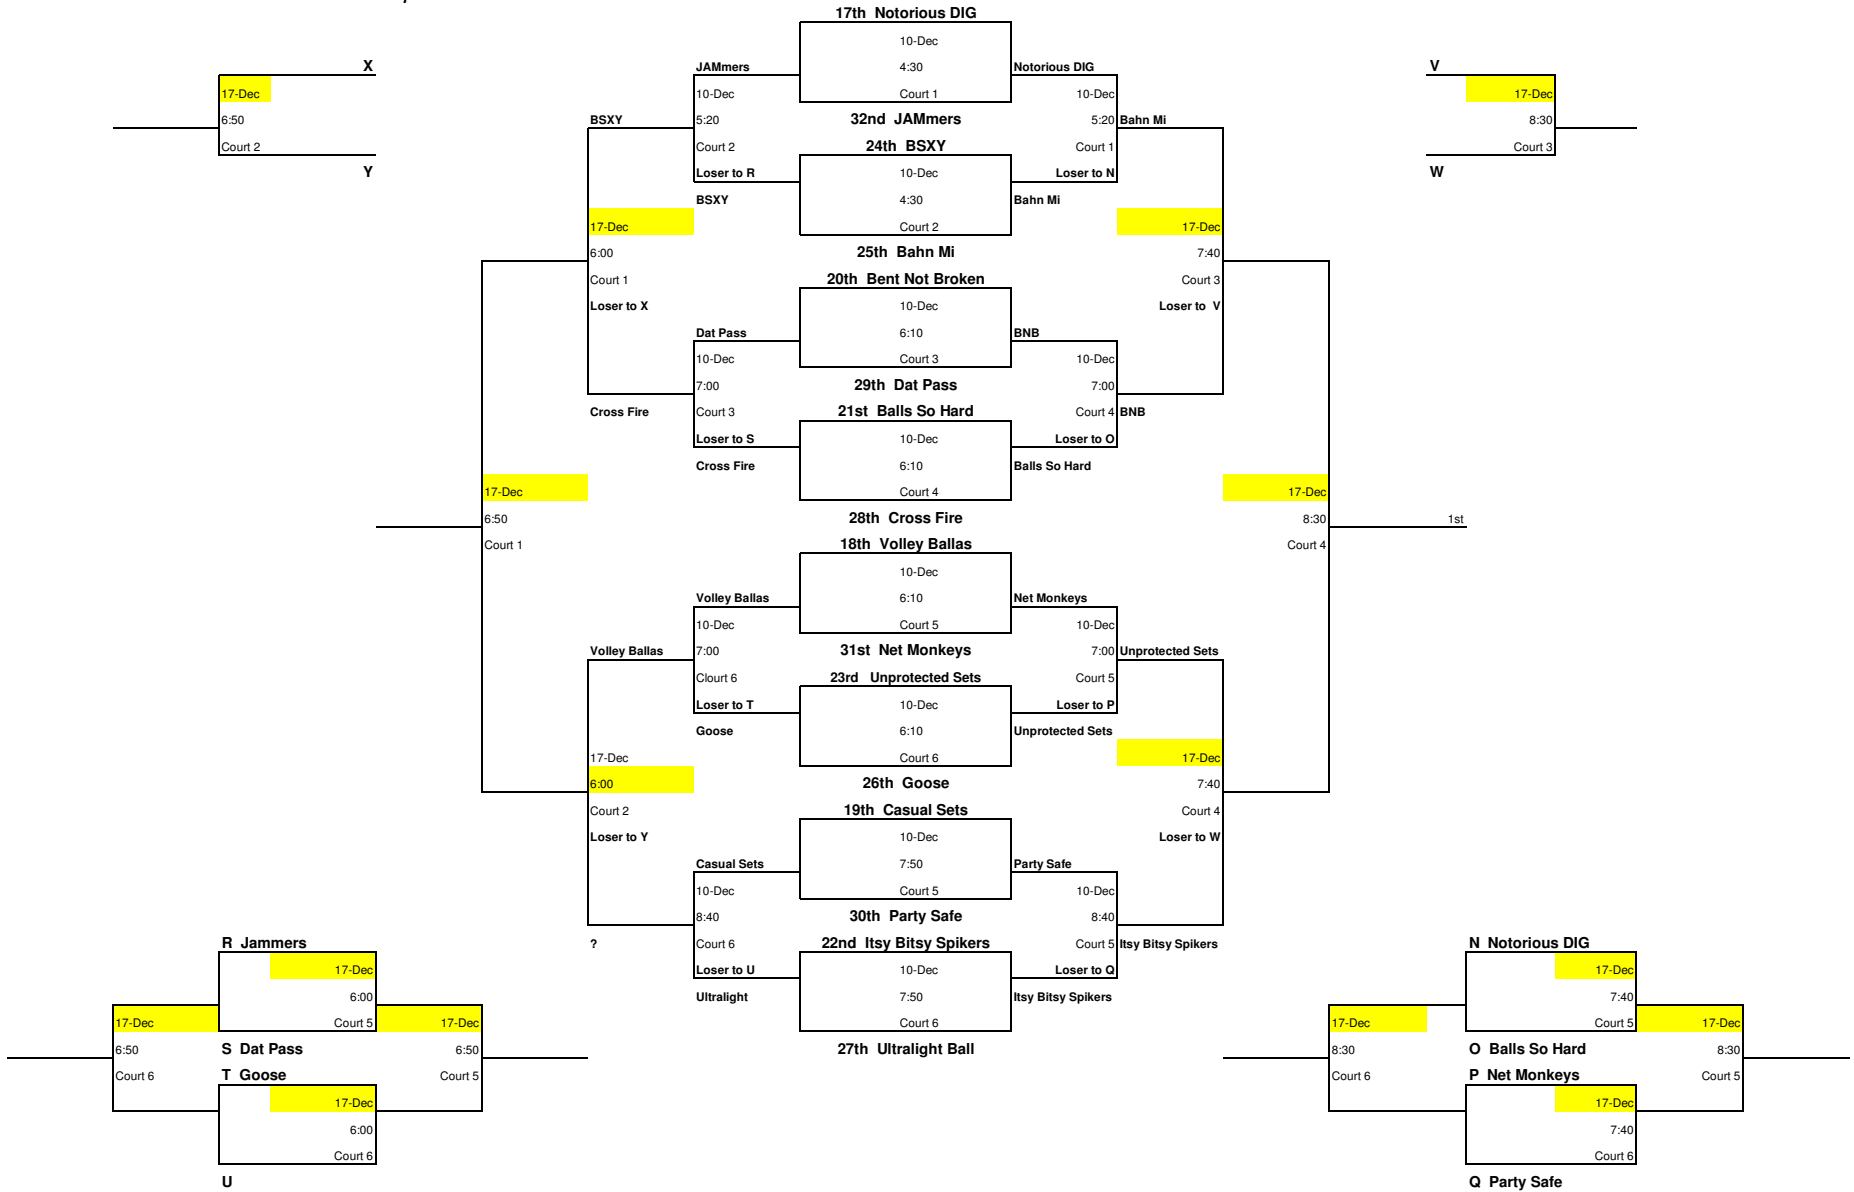 17th Notorious DIG
10-Dec
4:30
Court 1
32nd JAMmers
24th BSXY
10-Dec
4:30
Court 2
25th Bahn Mi
20th Bent Not Broken
10-Dec
6:10
Court 3
29th Dat Pass
21st Balls So Hard
10-Dec
6:10
Court 4
28th Cross Fire
18th Volley Ballas
10-Dec
6:10
Court 5
31st Net Monkeys
23rd Unprotected Sets
10-Dec
6:10
Court 6
26th Goose
19th Casual Sets
10-Dec
7:50
Court 5
30th Party Safe
22nd Itsy Bitsy Spikers
10-Dec
7:50
Court 6
27th Ultralight Ball
X
17-Dec
6:50
Court 2
Y
JAMmers
10-Dec
5:20
Court 2
Loser to R
BSXY
BSXY
17-Dec
6:00
Court 1
Loser to X
Dat Pass
10-Dec
7:00
Court 3
Loser to S
Cross Fire
Cross Fire
17-Dec
6:50
Court 1
Volley Ballas
10-Dec
7:00
Clourt 6
Loser to T
Goose
Volley Ballas
17-Dec
6:00
Court 2
Loser to Y
Casual Sets
10-Dec
8:40
Court 6
Loser to U
Ultralight
?
R Jammers
17-Dec
6:00
Court 5
S Dat Pass
T Goose
17-Dec
6:00
Court 6
U
17-Dec
6:50
Court 6
17-Dec
6:50
Court 5
Notorious DIG
10-Dec
5:20
Court 1
Loser to N
Bahn Mi
Bahn Mi
17-Dec
7:40
Court 3
Loser to V
BNB
10-Dec
7:00
Court 4
Loser to O
Balls So Hard
BNB
17-Dec
8:30
Court 4
1st
Net Monkeys
10-Dec
7:00
Court 5
Loser to P
Unprotected Sets
Unprotected Sets
17-Dec
7:40
Court 4
Loser to W
Party Safe
10-Dec
8:40
Court 5
Loser to Q
Itsy Bitsy Spikers
Itsy Bitsy Spikers
V
17-Dec
8:30
Court 3
W
N Notorious DIG
17-Dec
7:40
Court 5
O Balls So Hard
P Net Monkeys
17-Dec
7:40
Court 6
Q Party Safe
17-Dec
8:30
Court 6
17-Dec
8:30
Court 5